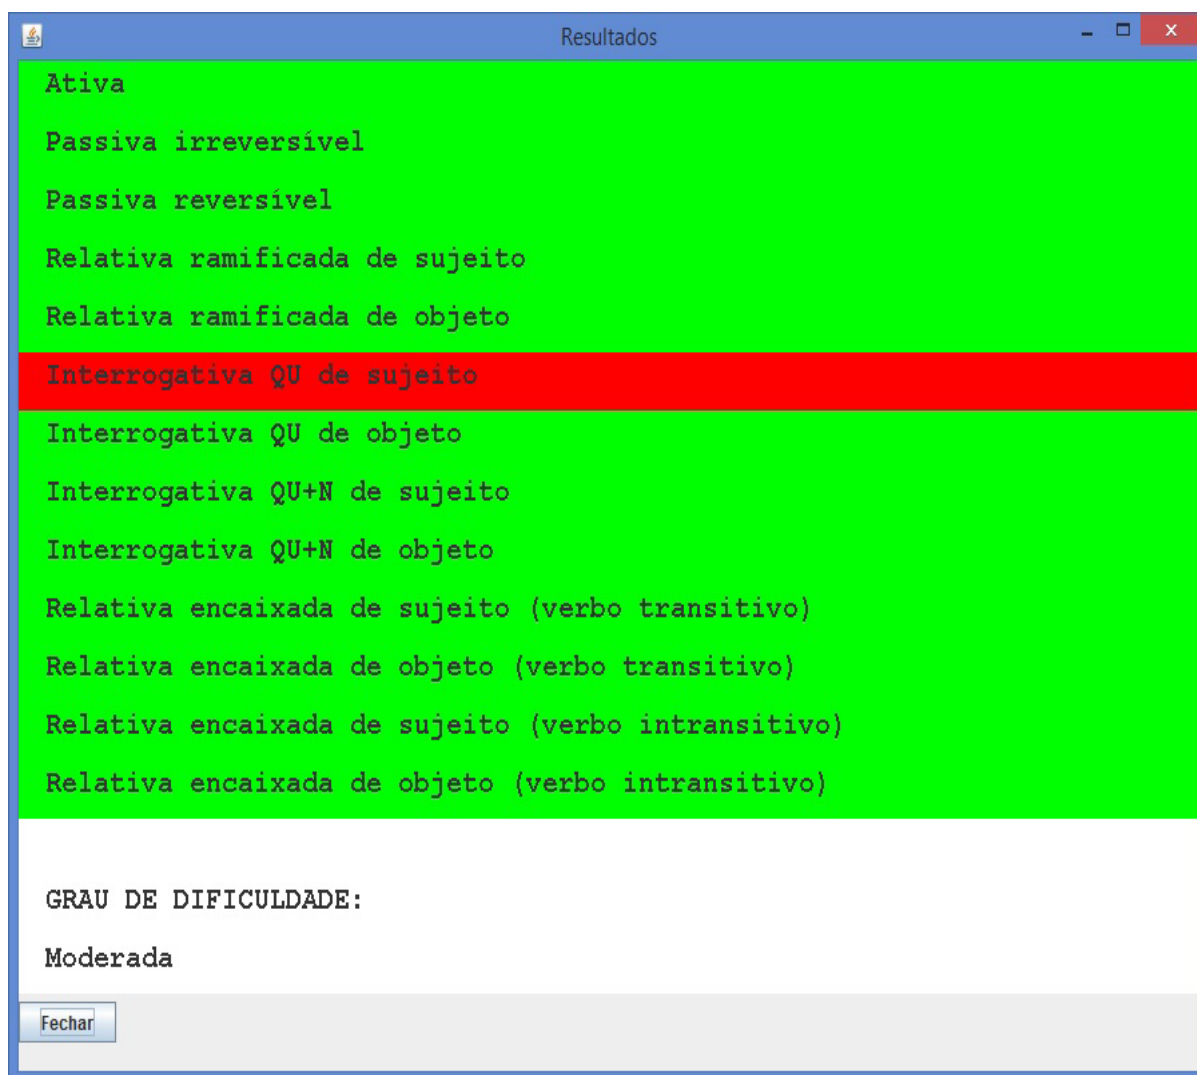 Resultados
Ativa
Passiva irreversível
Passiva reversível
Relativa ramificada de sujeito
Relativa ramificada de objeto
Interrogativa QU de sujeito
Interrogativa QU de objeto
Interrogativa QU+N de sujeito
Interrogativa QU+N de objeto
Relativa encaixada de sujeito (verbo transitivo)
Relativa encaixada de objeto (verbo transitivo)
Relativa encaixada de sujeito (verbo intransitivo)
Relativa encaixada de objeto (verbo intransitivo)
GRAU DE DIFICULDADE:
Moderada
Fechar